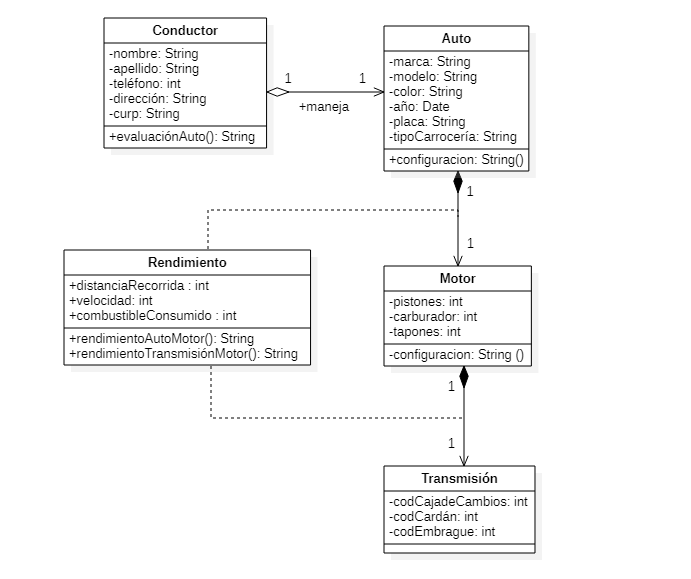 Conductor
-nombre: String
-apellido: String
-teléfono: int
-dirección: String
-curp: String
+evaluaciónAuto(): String
1
1
+maneja
Auto
-marca: String
-modelo: String
-color: String
-año: Date
-placa: String
-tipoCarrocería: String
+configuracion: String()
1
1
Rendimiento
+distanciaRecorrida : int
+velocidad: int
+combustibleConsumido : int
+rendimientoAutoMotor(): String
+rendimientoTransmisiónMotor(): String
Motor
-pistones: int
-carburador: int
-tapones: int
-configuracion: String ()
1
1
Transmisión
-codCajadeCambios: int
-codCardán: int
-codEmbrague: int